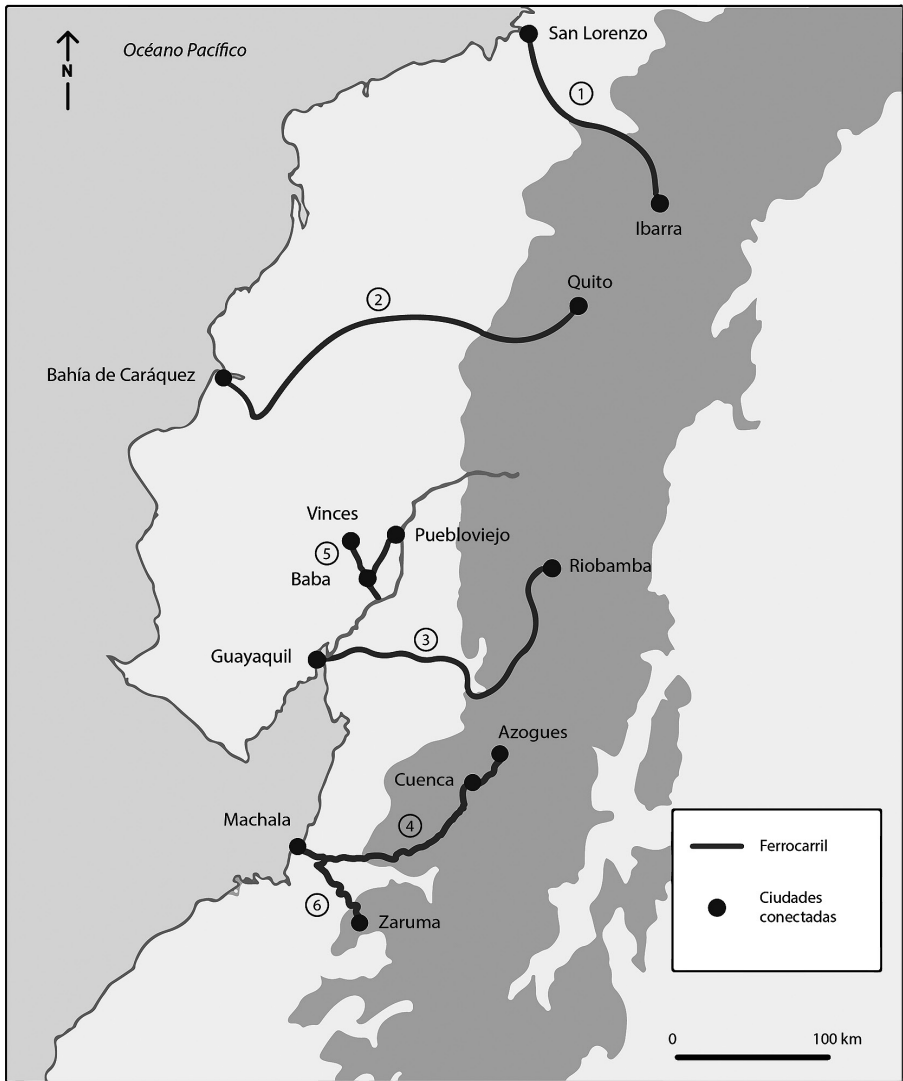 Océano Pacífico
N
San Lorenzo
1
Ibarra
Quito
2
Bahía de Caráquez
Vinces
Puebloviejo
5
Baba
Riobamba
3
Guayaquil
Azogues
Cuenca
Machala
4
6
Zaruma
Ferrocarril
Ciudades
conectadas
0
100 km